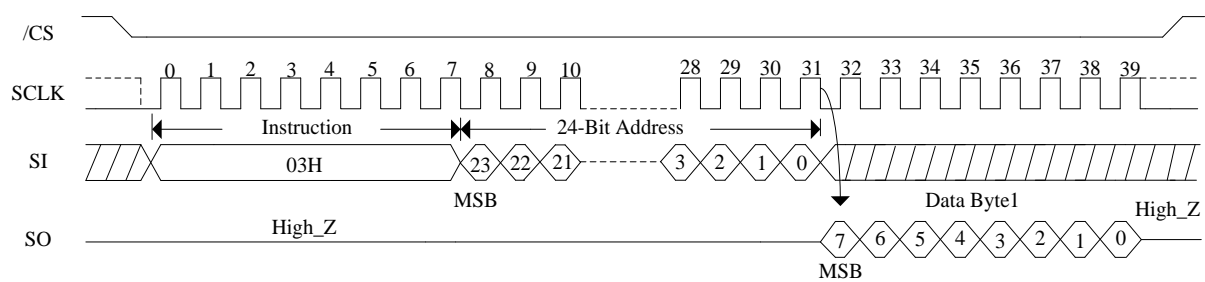 /CS
0 1 2 3 4 5 6 7 8 9 10 28 29 30 31 32 33 34 35 36 37 38 39
SCLK
Instruction 24-Bit Address
SI 03H 23 22 21 3 2 1 0
MSB Data Byte1
High_Z High_Z
SO 7 6 5 4 3 2 1 0
MSB